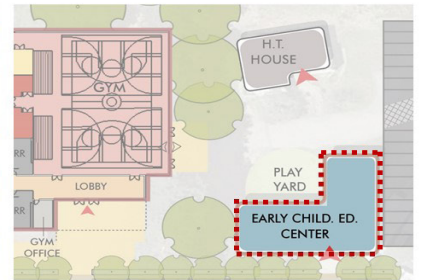 H.T.
HOUSE
GYM
RR
LOBBY
PLAY
YARD
RR
EARLY CHILD. ED.
CENTER
GYM
OFFICE